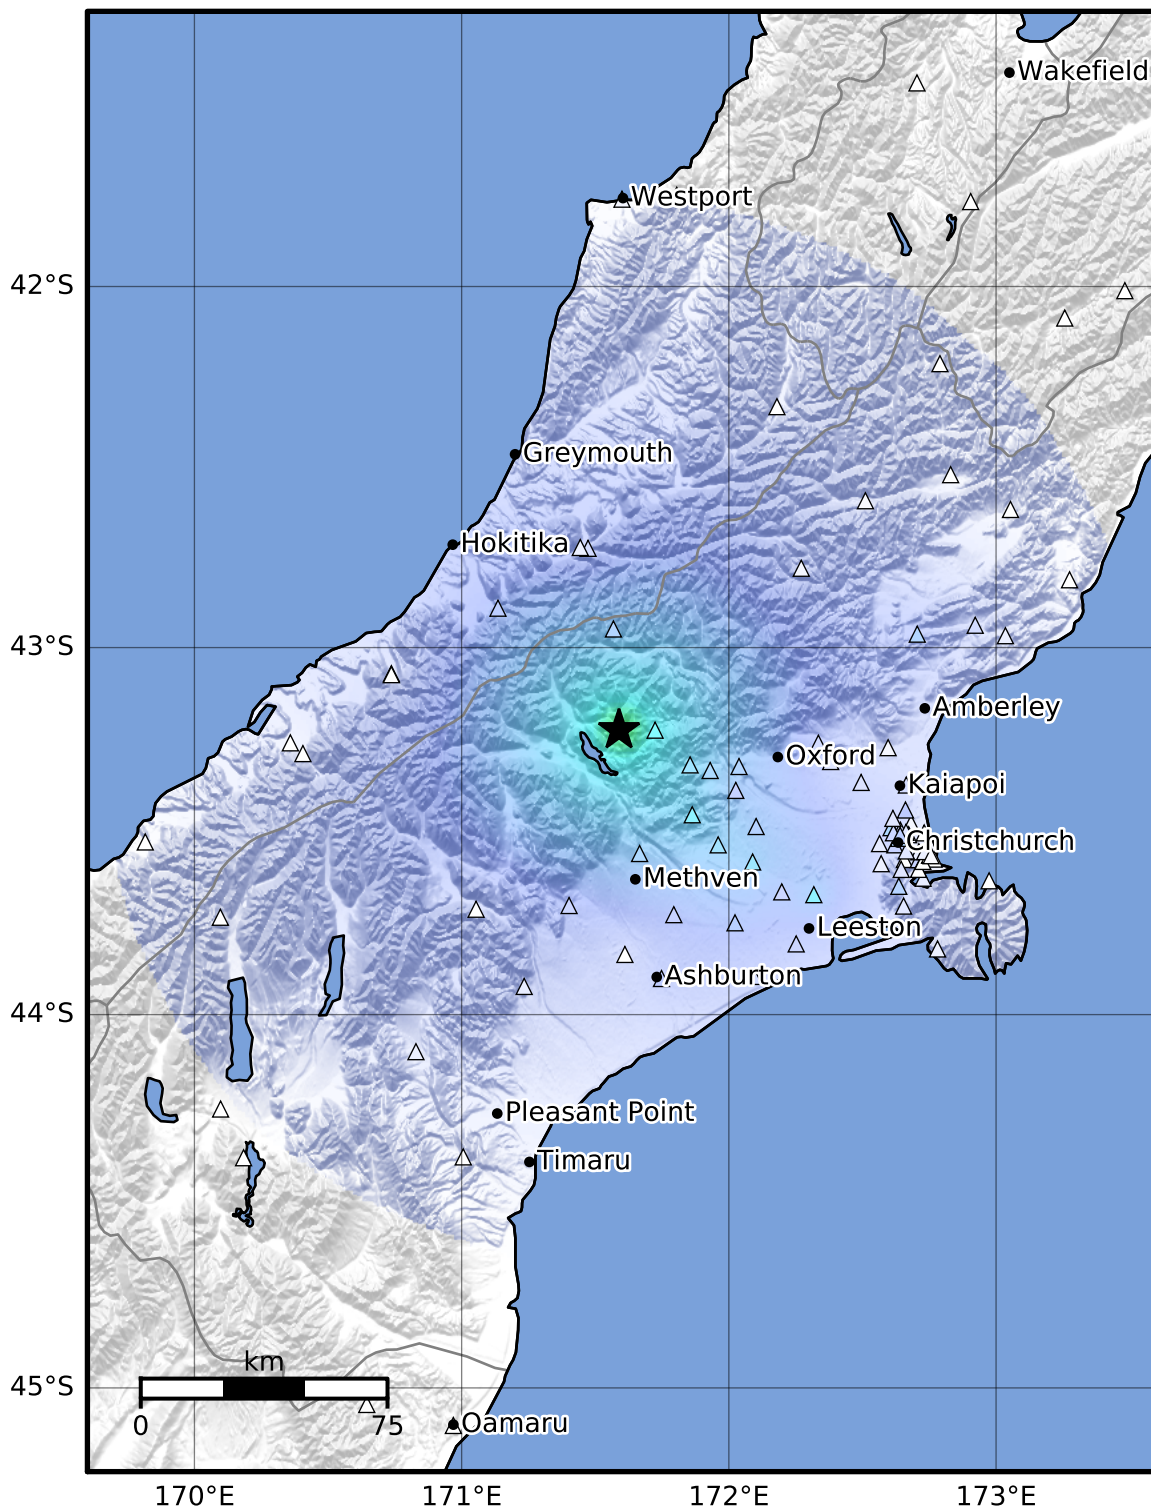 Wakefield
Westport
42°S
Greymouth
Hokitika
43°S
Amberley
Oxford
Kaiapoi
Christchurch
Methven
Leeston
Ashburton
44°S
Pleasant Point
Timaru
km
45°S
0
75
Oamaru
170°E
171°E
172°E
173°E